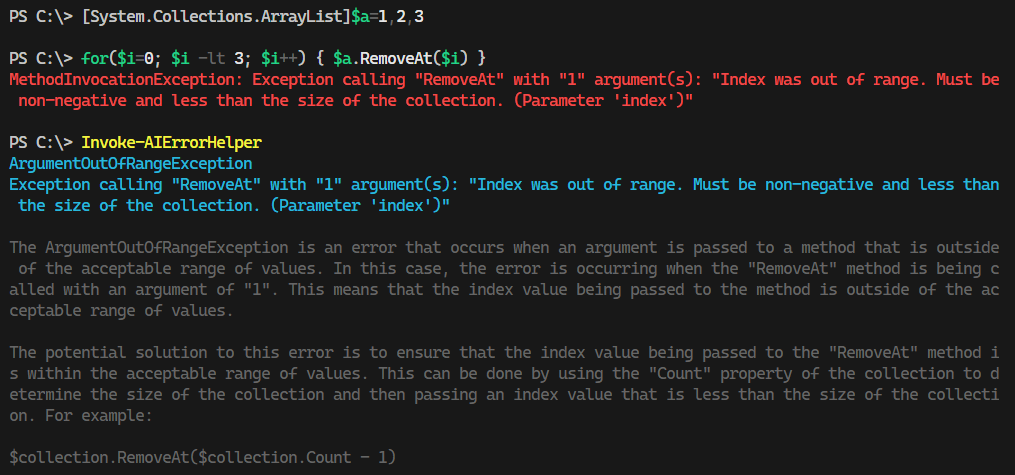 PS C:\> [System.Collections.ArrayList]$a=1,2,3
PS C:\> for($i=0; $i -lt 3; $i++) { $a.RemoveAt($i) }
MethodInvocationException: Exception calling "RemoveAt" with "1" argument(s): "Index was out of range. Must be
non-negative and less than the size of the collection. (Parameter 'index')"
PS C:\> Invoke-AIErrorHelper
ArgumentOutOfRangeException
Exception calling "RemoveAt" with "1" argument(s): "Index was out of range. Must be non-negative and less than
the size of the collection. (Parameter 'index')"
The ArgumentOutOfRangeException is an error that occurs when an argument is passed to a method that is outside
of the acceptable range of values. In this case, the error is occurring when the "RemoveAt" method is being c
alled with an argument of "1". This means that the index value being passed to the method is outside of the ac
ceptable range of values.
The potential solution to this error is to ensure that the index value being passed to the "RemoveAt" method i
s within the acceptable range of values. This can be done by using the "Count" property of the collection to d
etermine the size of the collection and then passing an index value that is less than the size of the collecti
on. For example:
$collection.RemoveAt($collection.Count - 1)